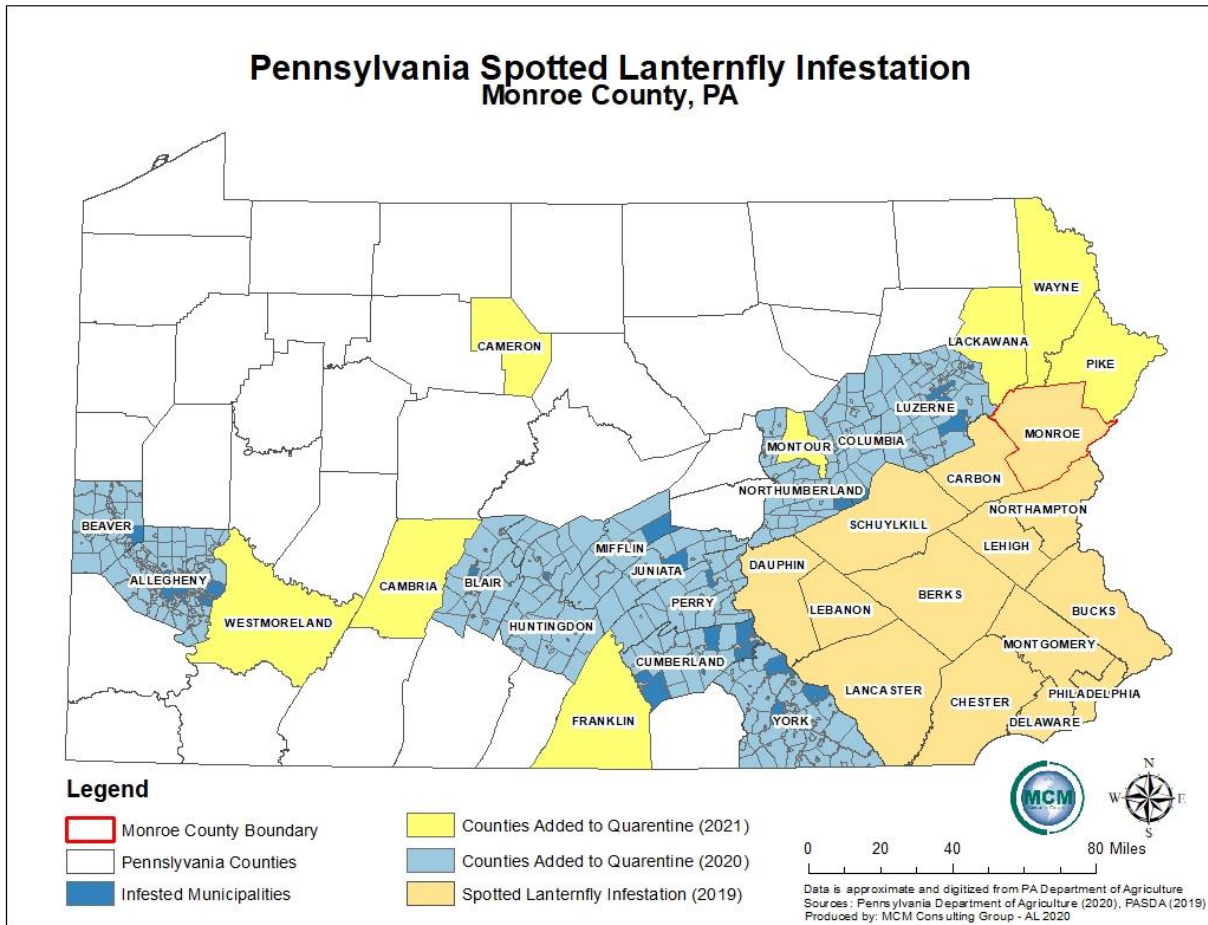 Pennsylvania Spotted Lanternfly Infestation
Monroe County, PA
WAYNE
LACKAWANA
CAMERON
PIKE
LUZERNE
MONROE
MONTOUR
COLUMBIA
CARBON
NORTHUMBERLAND
NORTHAMPTON
BEAVER
SCHUYLKILL
LEHIGH
MIFFLIN
DAUPHIN
JUNIATA
ALLEGHENY
BLAIR
CAMBRIA
BERKS
PERRY
LEBANON
BUCKS
WESTMORELAND
HUNTINGDON
MONTGOMERY
CUMBERLAND
LANCASTER
PHILADELPHIA
CHESTER
FRANKLIN
YORK
DELAWARE
Legend
Monroe County Boundary
Pennslyvania Counties
Infested Municipalities
Counties Added to Quarentine (2021)
Counties Added to Quarentine (2020)
Spotted Lanternfly Infestation (2019)
MCM
N
W
E
S
0 20 40 60 80 Miles
Data is approximate and digitized from PA Department of Agriculture
Sources: Pennsylvania Department of Agriculture (2020), PASDA (2019)
Produced by: MCM Consulting Group - AL 2020